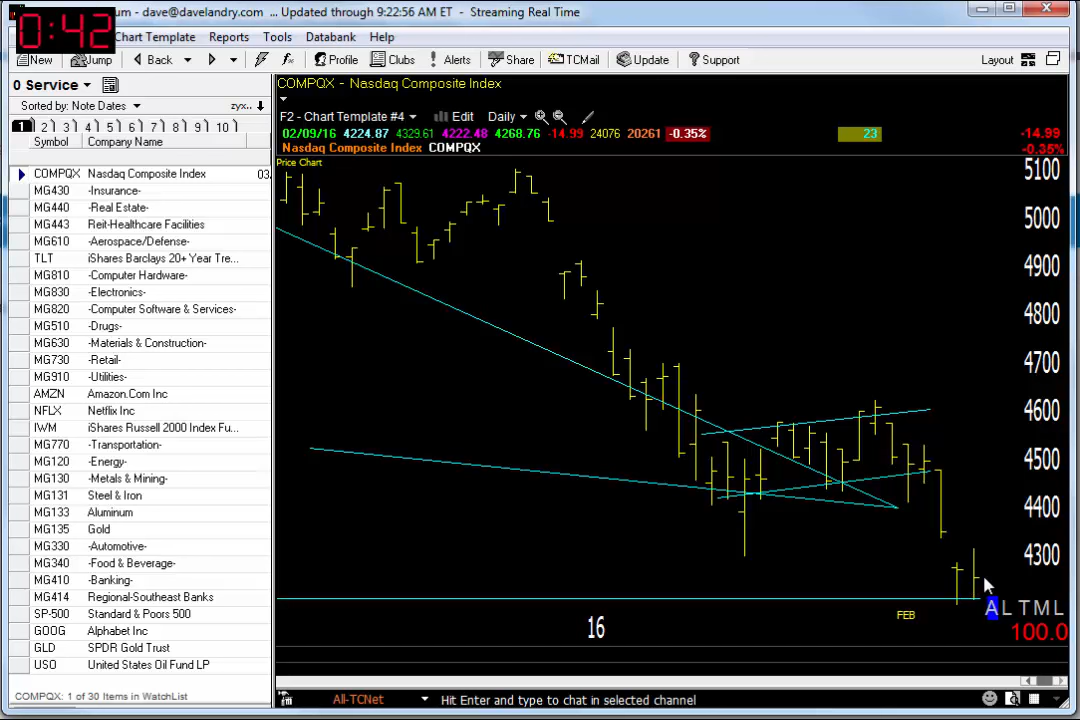 um - dave@davelandry.com ... Updated through 9:22:56 AM ET - Streaming Real Time
0:42
Chart Template Reports Tools Databank Help
New Jump Back Profile Clubs Alerts Share TCMail Update Support Layout
0 Service
Sorted by: Note Dates zyx..
1 2 3 4 5 6 7 8 9 10
Symbol Company Name
COMPQX Nasdaq Composite Index 03.
MG430 -Insurance-
MG440 -Real Estate-
MG443 Reit-Healthcare Facilities
MG610 -Aerospace/Defense-
TLT iShares Barclays 20+ Year Tre...
MG810 -Computer Hardware-
MG830 -Electronics-
MG820 -Computer Software & Services-
MG510 -Drugs-
MG630 -Materials & Construction-
MG730 -Retail-
MG910 -Utilities-
AMZN Amazon.Com Inc
NFLX Netflix Inc
IWM iShares Russell 2000 Index Fu...
MG770 -Transportation-
MG120 -Energy-
MG130 -Metals & Mining-
MG131 Steel & Iron
MG133 Aluminum
MG135 Gold
MG330 -Automotive-
MG340 -Food & Beverage-
MG410 -Banking-
MG414 Regional-Southeast Banks
SP-500 Standard & Poors 500
GOOG Alphabet Inc
GLD SPDR Gold Trust
USO United States Oil Fund LP
COMPQX: 1 of 30 Items in WatchList
COMPQX - Nasdaq Composite Index
F2 - Chart Template #4 Edit Daily
02/09/16 4224.87 4329.61 4222.48 4268.76 -14.99 24076 20261 -0.35% 23 -14.99
Nasdaq Composite Index COMPQX -0.35%
Price Chart
5100
5000
4900
4800
4700
4600
4500
4400
4300
A L T M L
FEB
16
100.0
All-TCNet Hit Enter and type to chat in selected channel